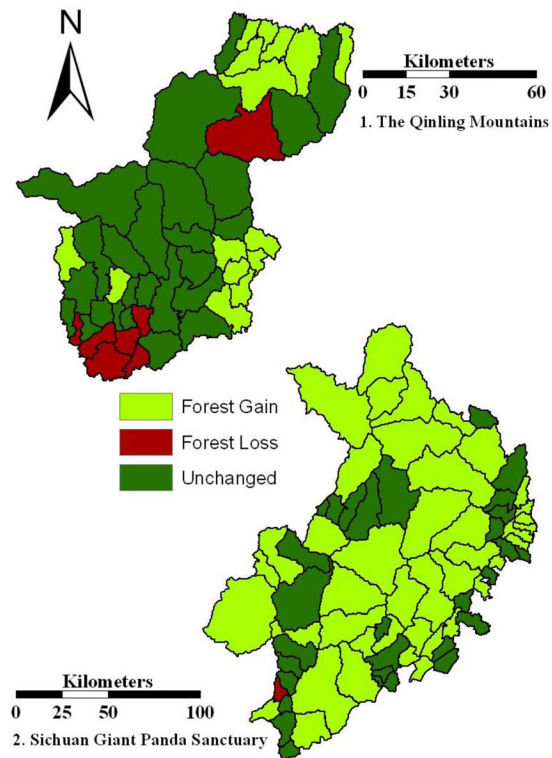 N
Kilometers
0 15 30 60
1. The Qinling Mountains
Forest Gain
Forest Loss
Unchanged
Kilometers
0 25 50 100
2. Sichuan Giant Panda Sanctuary